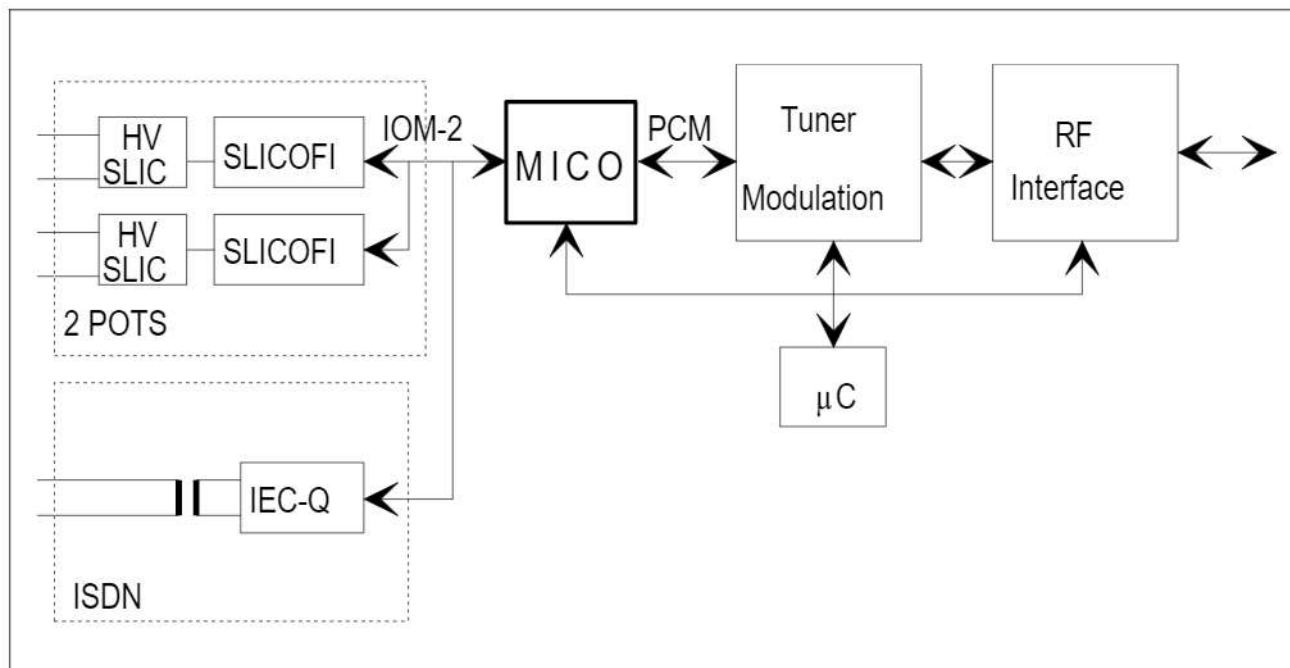 HV
SLIC
SLICOFI
IOM-2
MICO
PCM
Tuner
Modulation
RF
Interface
HV
SLIC
SLICOFI
2 POTS
μC
IEC-Q
ISDN